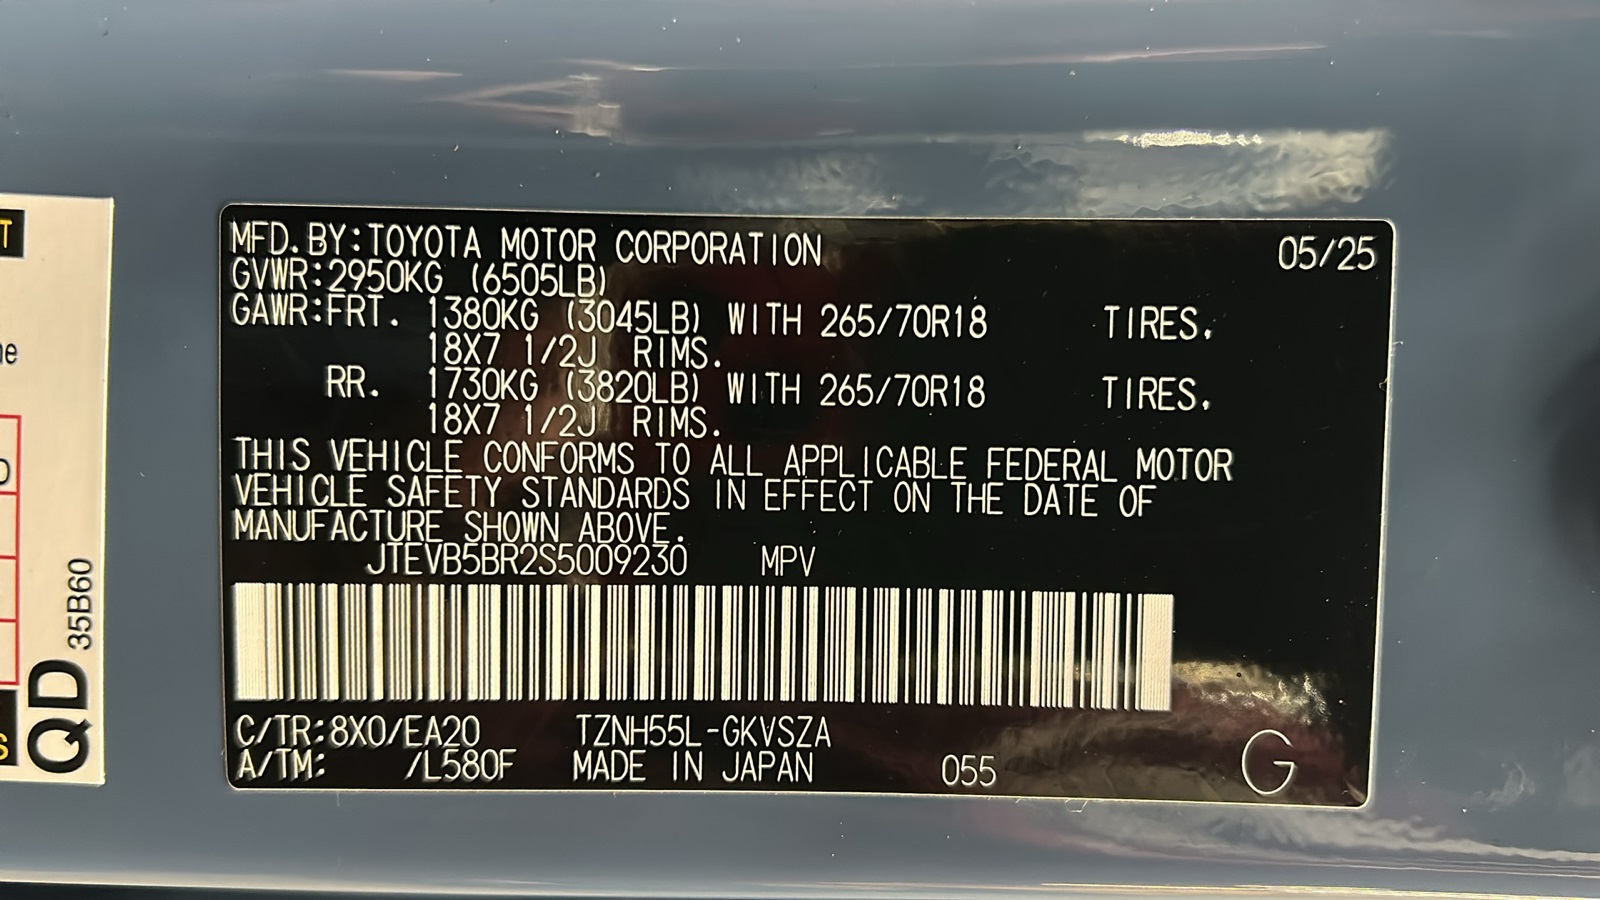 MFD.BY:TOYOTA MOTOR CORPORATION 05/25
GVWR:2950KG (6505LB)
GAWR:FRT. 1380KG (3045LB) WITH 265/70R18 TIRES.
18X7 1/2J RIMS.
RR. 1730KG (3820LB) WITH 265/70R18 TIRES.
18X7 1/2J RIMS.
THIS VEHICLE CONFORMS TO ALL APPLICABLE FEDERAL MOTOR
VEHICLE SAFETY STANDARDS IN EFFECT ON THE DATE OF
MANUFACTURE SHOWN ABOVE.
JTEVB5BR2S5009230 MPV
C/TR:8X0/EA20 TZNH55L-GKVSZA
A/TM: /L580F MADE IN JAPAN 055 G
QD 35B60